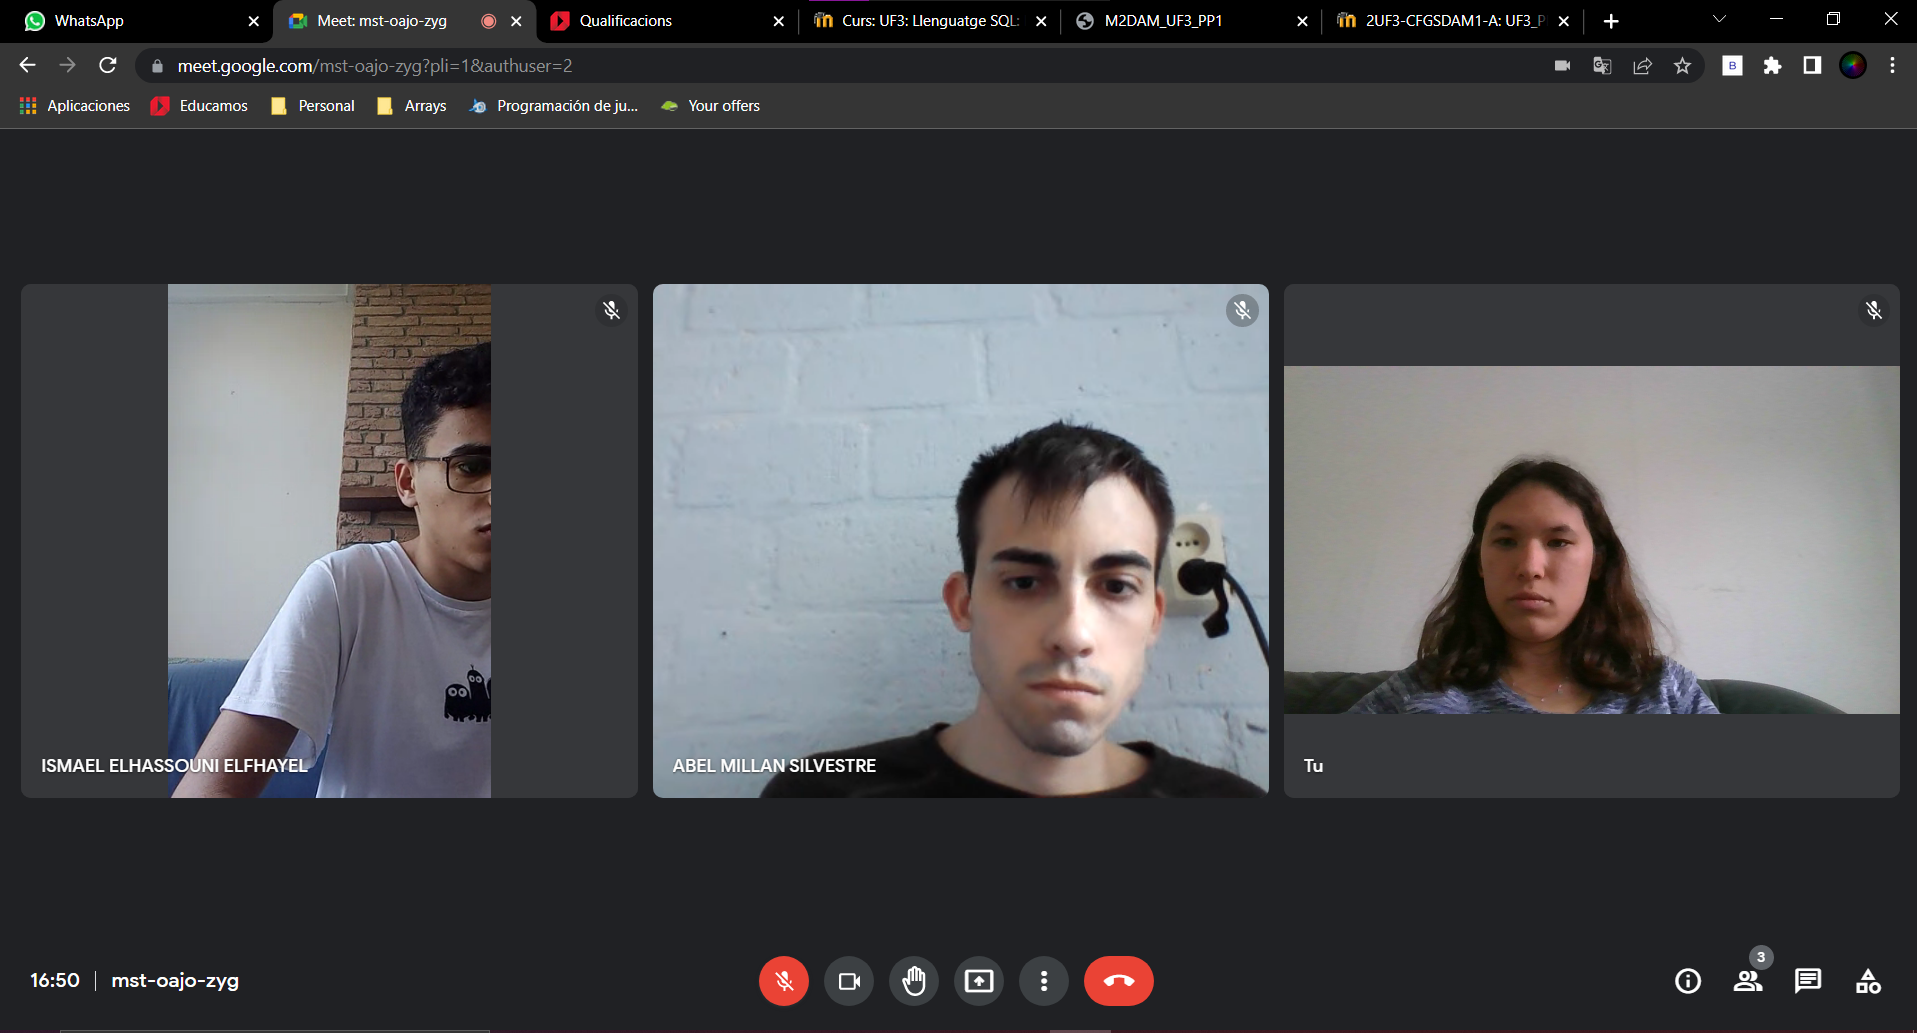 WhatsApp
Meet: mst-oajo-zyg
Qualificacions
Curs: UF3: Llenguatge SQL:
M2DAM_UF3_PP1
2UF3-CFGSDAM1-A: UF3_P
meet.google.com/mst-oajo-zyg?pli=1&authuser=2
B
Aplicaciones
Educamos
Personal
Arrays
Programación de ju...
Your offers
ISMAEL ELHASSOUNI ELFHAYEL
ABEL MILLAN SILVESTRE
Tu
16:50
mst-oajo-zyg
3